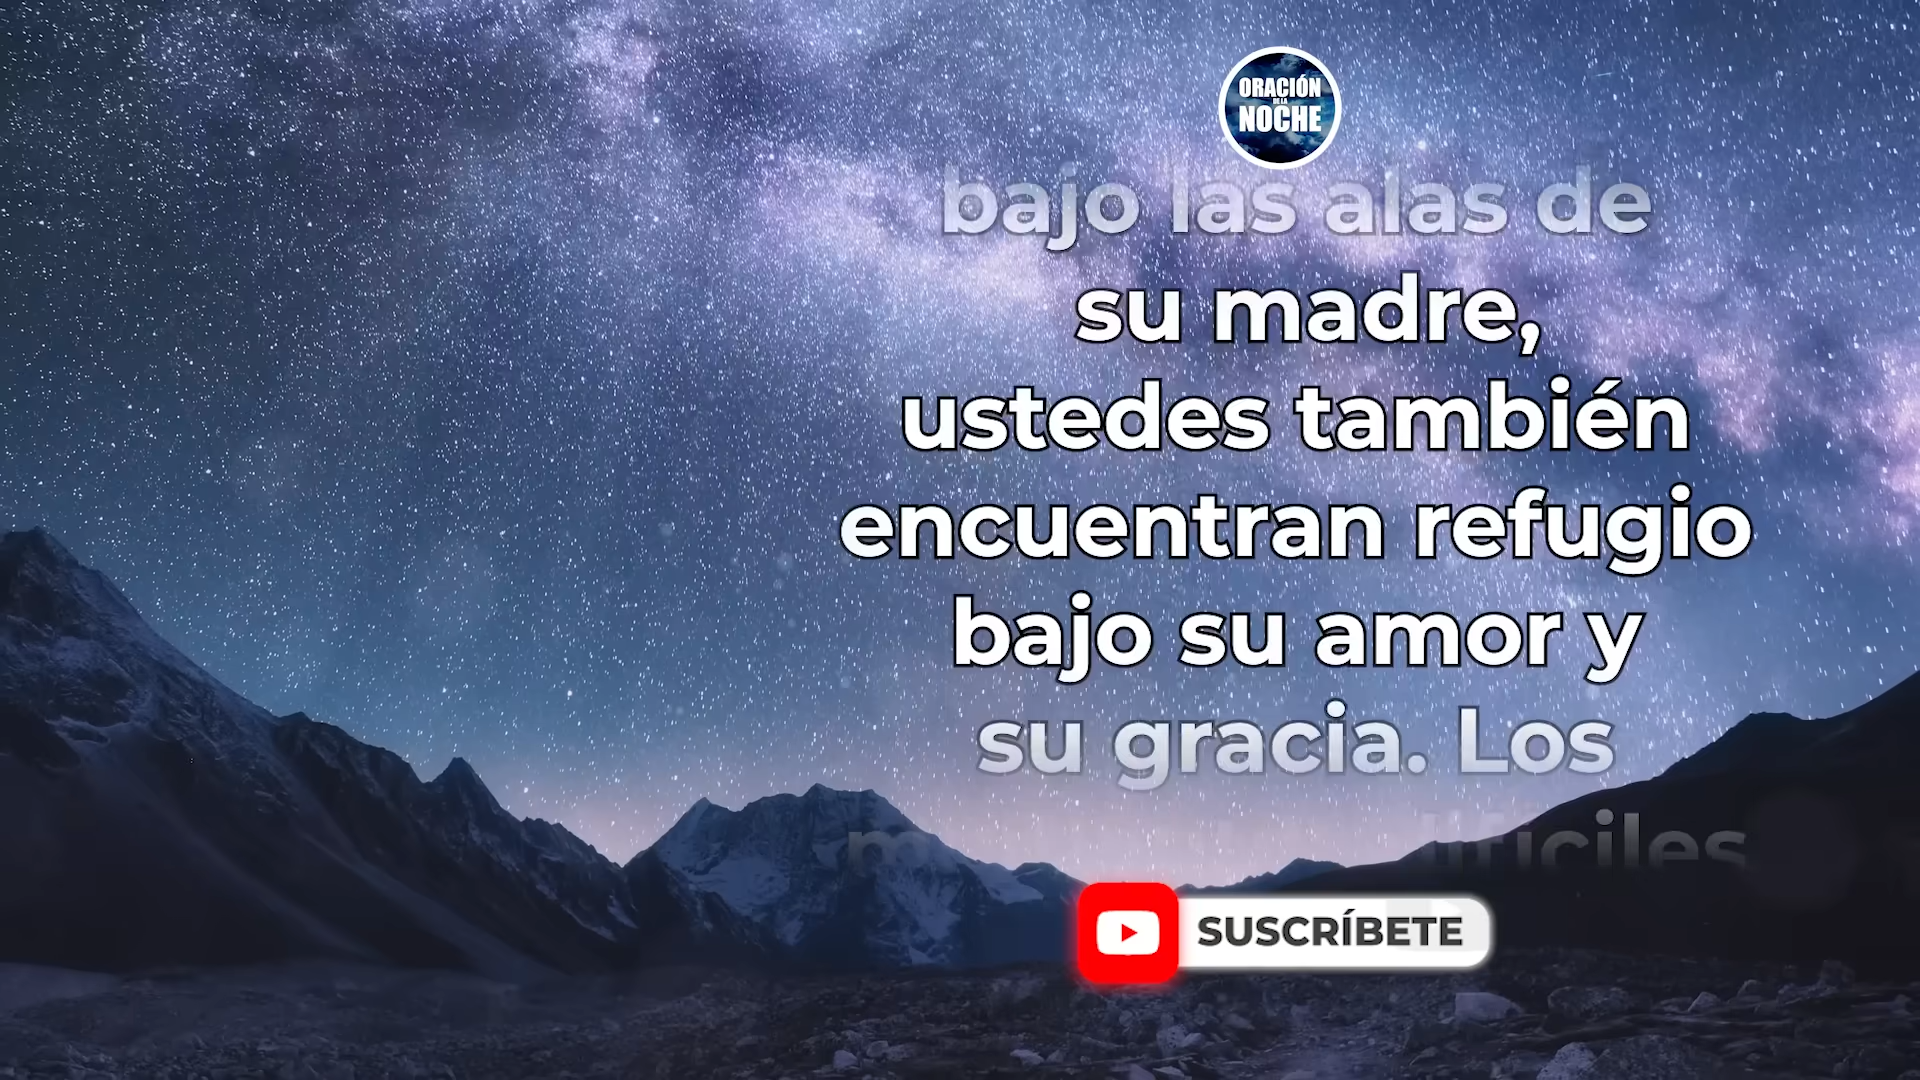 ORACIÓN
DE LA
NOCHE
bajo las alas de
su madre,
ustedes también
encuentran refugio
bajo su amor y
su gracia. Los
difíciles
SUSCRÍBETE